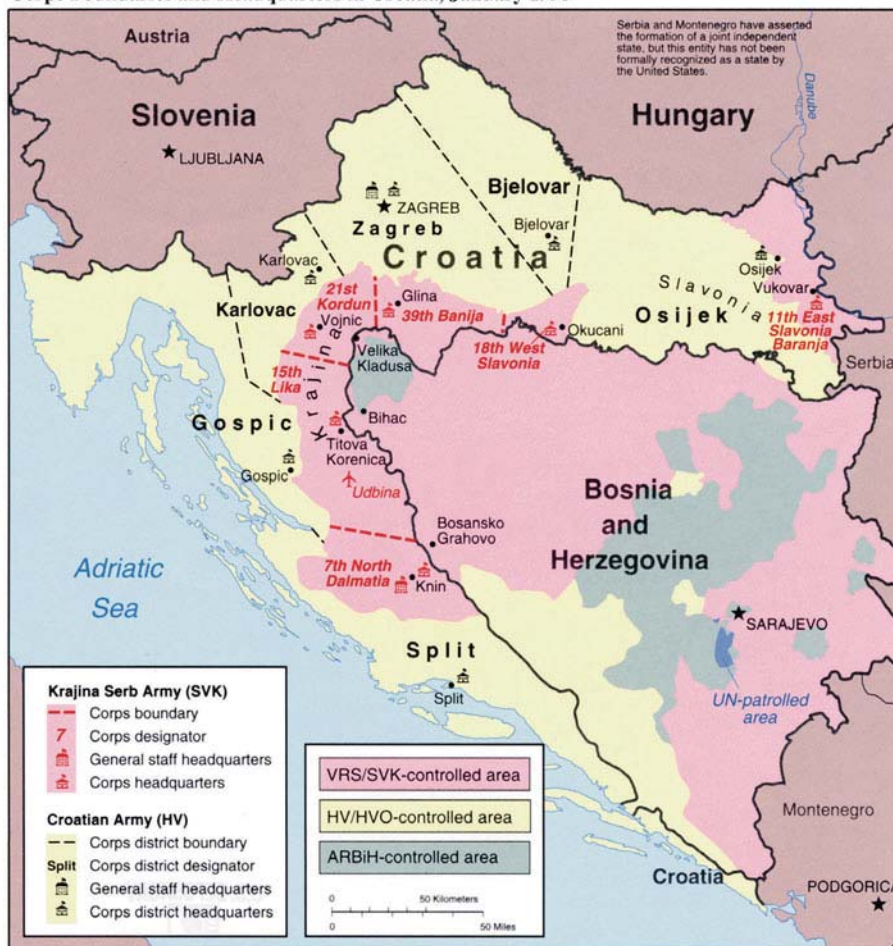 Corps Boundaries and Headquarters in Croatia, January
Serbia and Montenegro have asserted
the formation of a joint independent
state, but this entity has not been
formally recognized as a state by
the United States.
Austria
Slovenia
LJUBLJANA
Hungary
Danube
Bjelovar
Bjelovar
ZAGREB
Zagreb
Croatia
Karlovac
Karlovac
21st
Kordun
Vojnic
Glina
39th Banija
Velika
Kladusa
18th West
Slavonia
Okucani
Slavonia
Osijek
Osijek
Vukovar
11th East
Slavonia
Baranja
Serbia
15th
Lika
Krajina
Bihac
Gospic
Gospic
Titova
Korenica
Udbina
Bosnia
and
Herzegovina
Bosansko
Grahovo
7th North
Dalmatia
Knin
Adriatic
Sea
SARAJEVO
UN-patrolled
area
Split
Split
Montenegro
PODGORICA
Croatia
Krajina Serb Army (SVK)
Corps boundary
7 Corps designator
General staff headquarters
Corps headquarters
Croatian Army (HV)
Corps district boundary
Split Corps district designator
General staff headquarters
Corps district headquarters
VRS/SVK-controlled area
HV/HVO-controlled area
ARBiH-controlled area
0 50 Kilometers
0 50 Miles